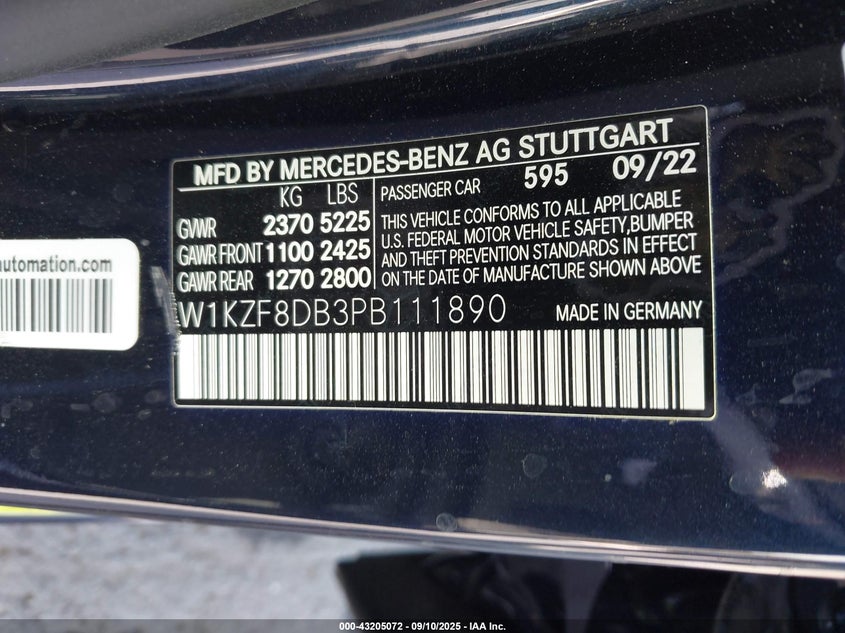 MFD BY MERCEDES-BENZ AG STUTTGART
KG LBS
GVWR 2370 5225
GAWR FRONT 1100 2425
GAWR REAR 1270 2800
PASSENGER CAR 595 09/22
THIS VEHICLE CONFORMS TO ALL APPLICABLE
U.S. FEDERAL MOTOR VEHICLE SAFETY,BUMPER
AND THEFT PREVENTION STANDARDS IN EFFECT
ON THE DATE OF MANUFACTURE SHOWN ABOVE.
W1KZF8DB3PB111890 MADE IN GERMANY
automation.com
000-43205072 - 09/10/2025 - IAA Inc.